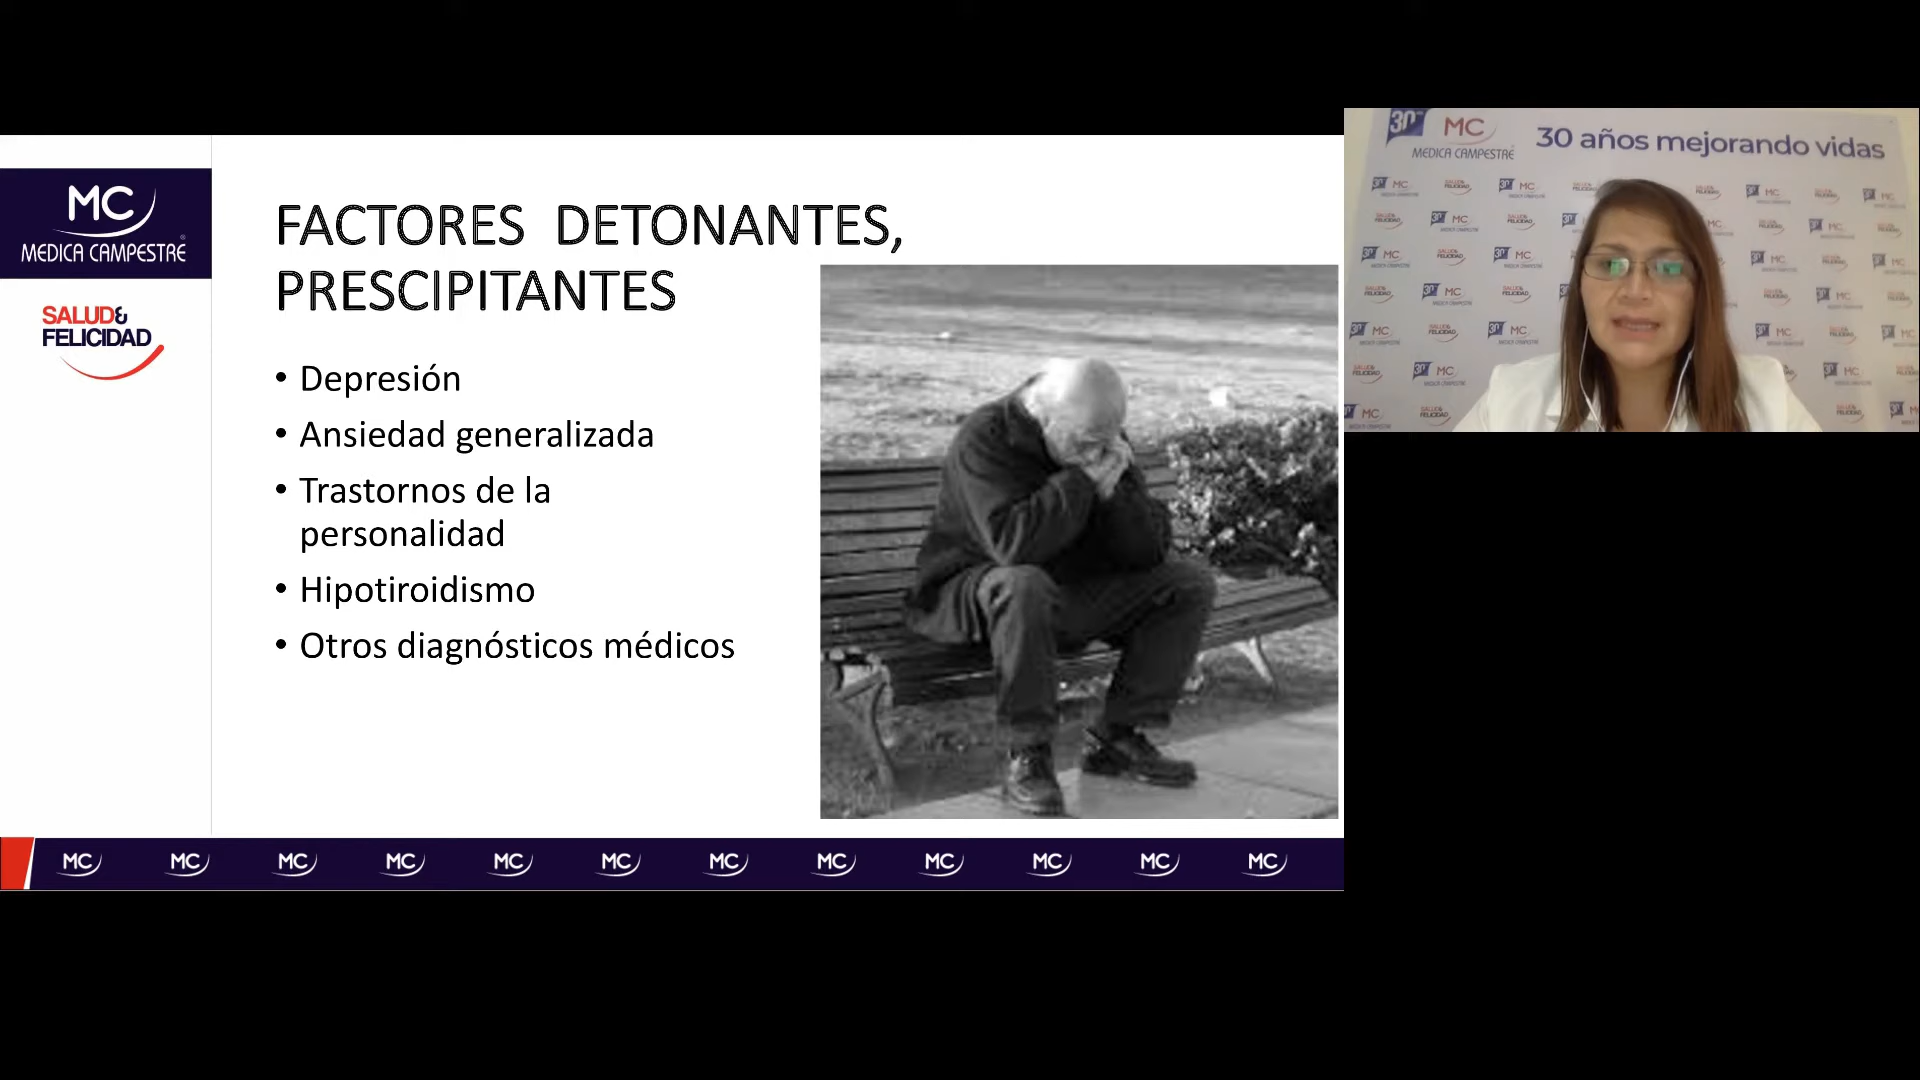 MC
MEDICA CAMPESTRE
SALUD&
FELICIDAD
FACTORES DETONANTES,
PRESCIPITANTES
• Depresión
• Ansiedad generalizada
• Trastornos de la
personalidad
• Hipotiroidismo
• Otros diagnósticos médicos
MC MC MC MC MC MC MC MC MC MC MC MC
30
MC
MEDICA CAMPESTRE
30 años mejorando vidas